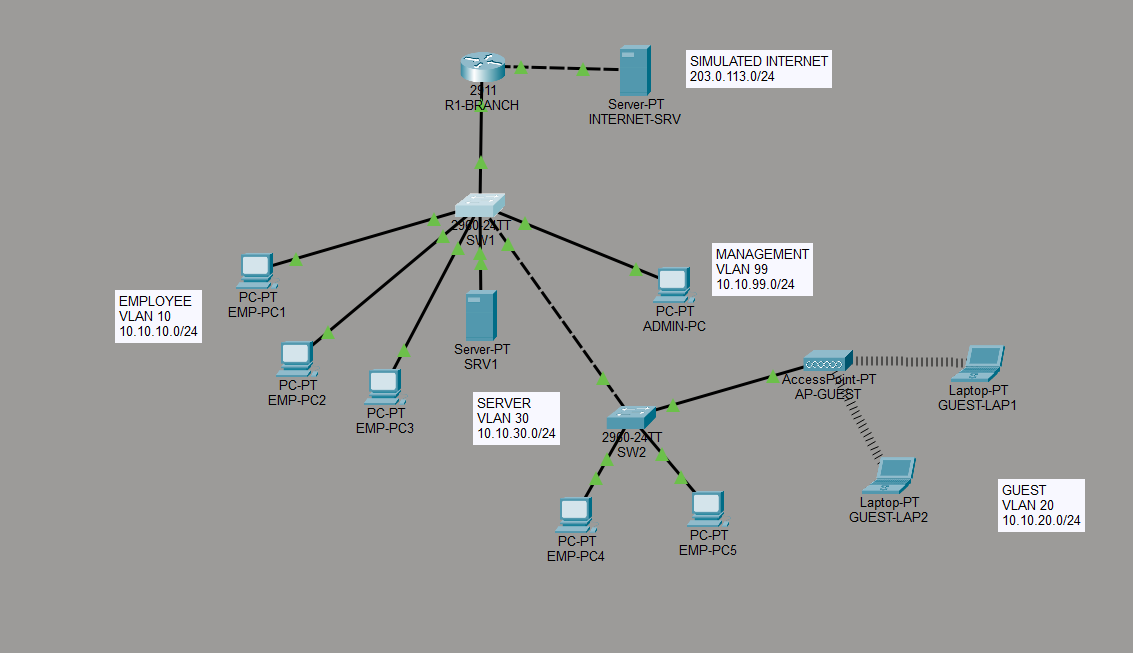 2911
R1-BRANCH
Server-PT
INTERNET-SRV
SIMULATED INTERNET
203.0.113.0/24
2960-24TT
SW1
PC-PT
EMP-PC1
EMPLOYEE
VLAN 10
10.10.10.0/24
PC-PT
EMP-PC2
PC-PT
EMP-PC3
Server-PT
SRV1
SERVER
VLAN 30
10.10.30.0/24
PC-PT
ADMIN-PC
MANAGEMENT
VLAN 99
10.10.99.0/24
2960-24TT
SW2
PC-PT
EMP-PC4
PC-PT
EMP-PC5
AccessPoint-PT
AP-GUEST
Laptop-PT
GUEST-LAP1
Laptop-PT
GUEST-LAP2
GUEST
VLAN 20
10.10.20.0/24